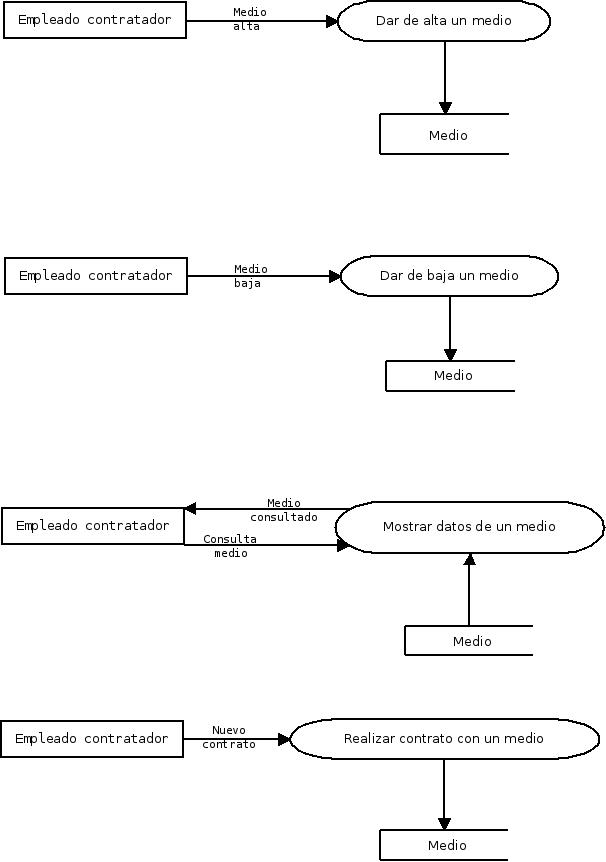 Empleado contratador
Medio
alta
Dar de alta un medio
Medio
Empleado contratador
Medio
baja
Dar de baja un medio
Medio
Medio
consultado
Empleado contratador
Mostrar datos de un medio
Consulta
medio
Medio
Empleado contratador
Nuevo
contrato
Realizar contrato con un medio
Medio